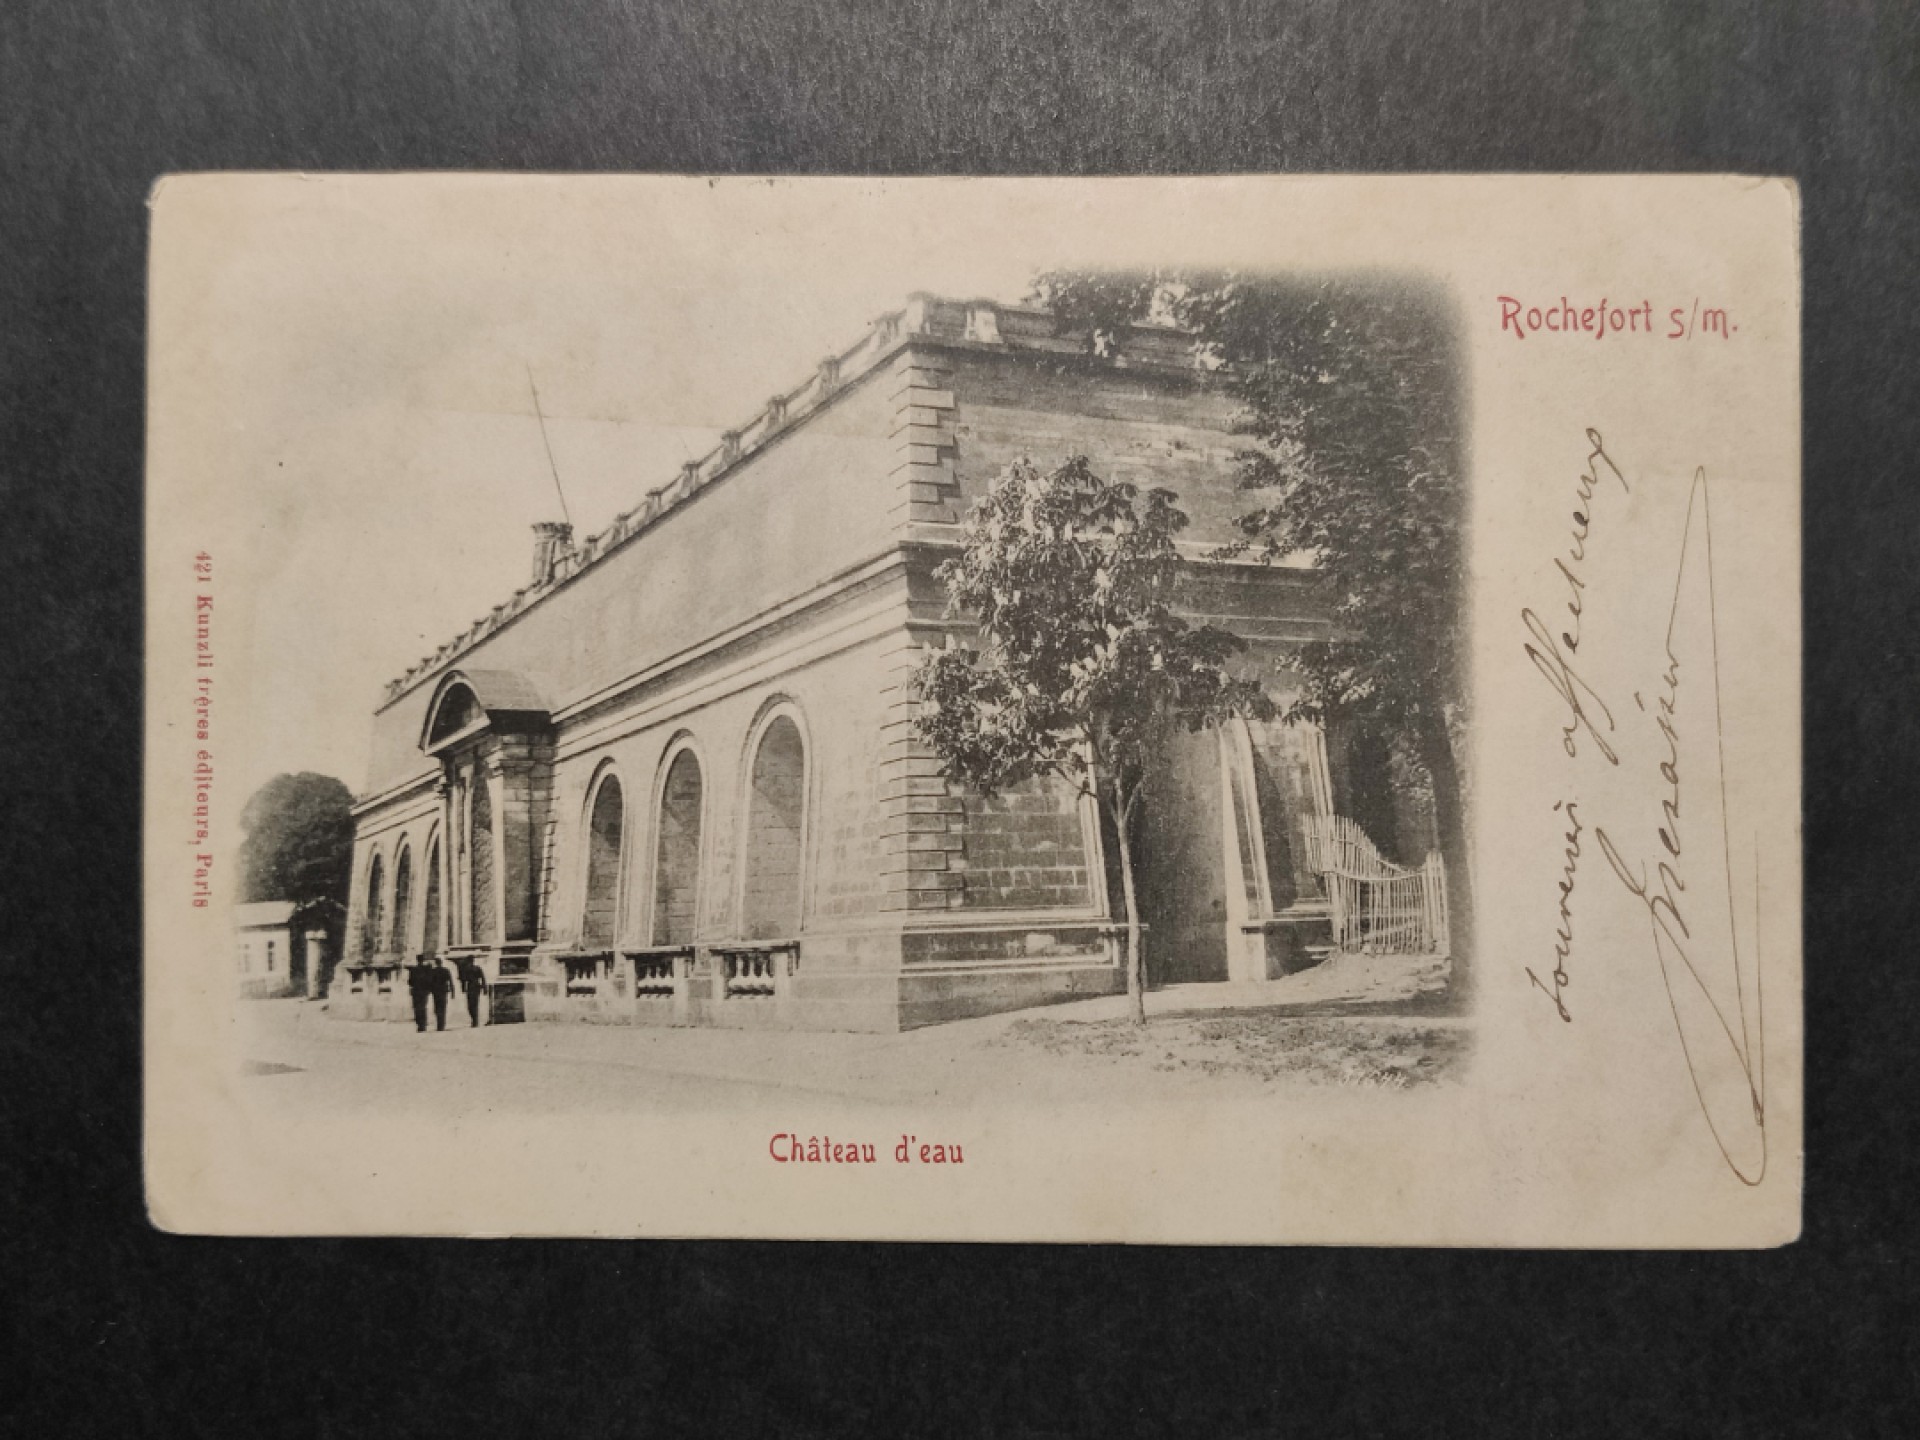 Rochefort s/m.
421 Kunzli frères éditeurs, Paris
Château d'eau
Souvenir affectueux